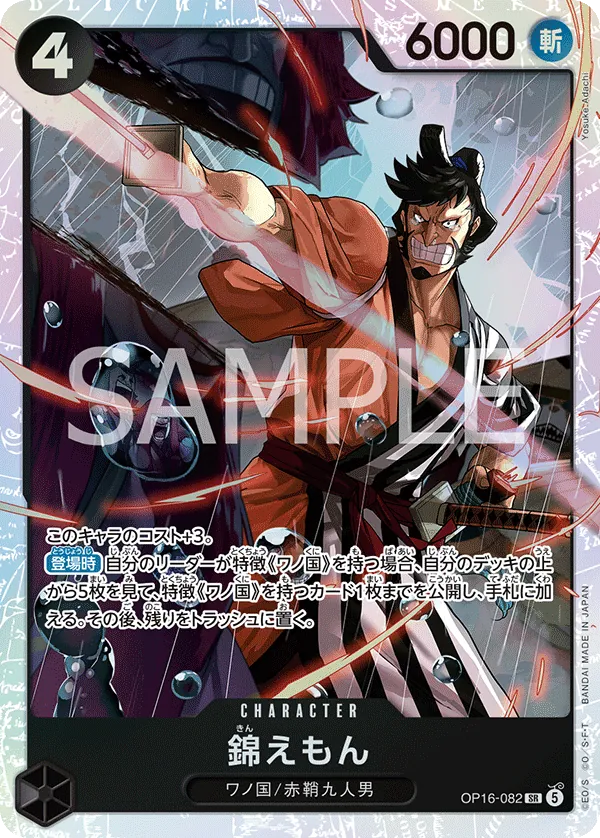 4
6000
斬
Yosuke Adachi
SAMPLE
このキャラのコスト+3。
登場時 自分のリーダーが特徴《ワノ国》を持つ場合、自分のデッキの上
から5枚を見て、特徴《ワノ国》を持つカード1枚までを公開し、手札に加
える。その後、残りをトラッシュに置く。
CHARACTER
錦えもん
ワノ国/赤鞘九人男
OP16-082 SR 5
©E.O/S ©O/S・F・T BANDAI MADE IN JAPAN